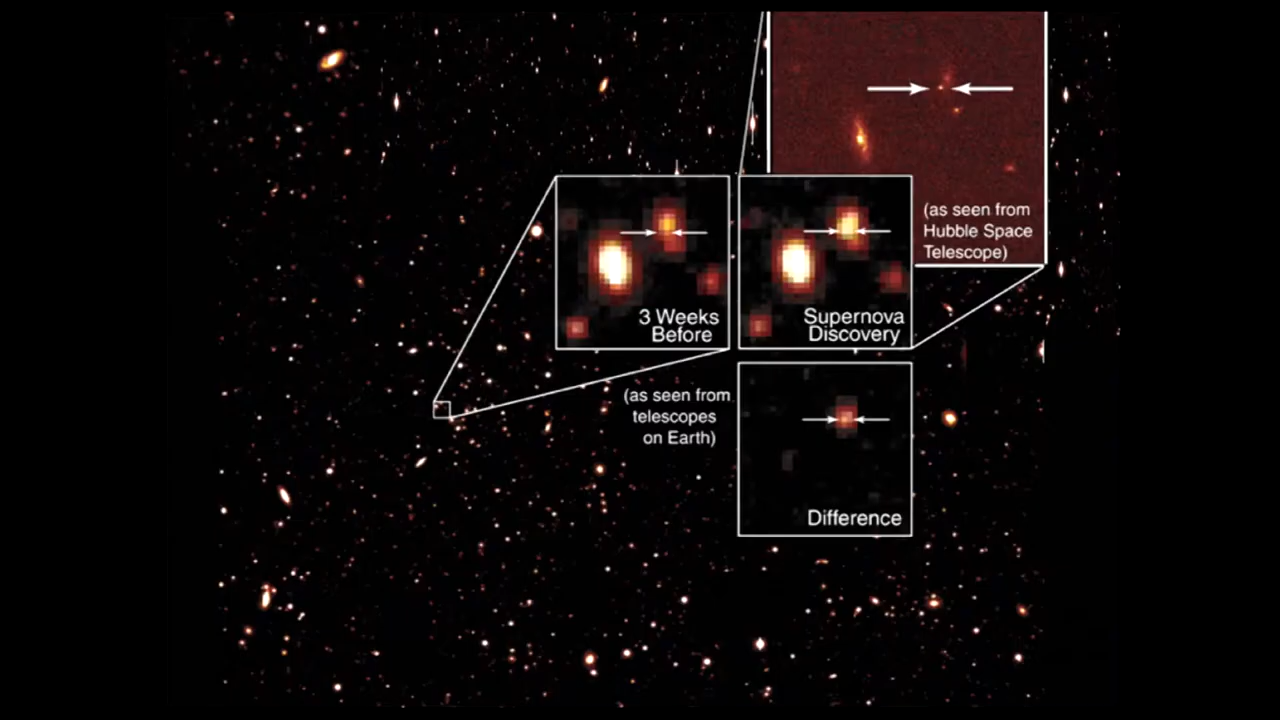 (as seen from
Hubble Space
Telescope)
3 Weeks
Before
Supernova
Discovery
(as seen from
telescopes
on Earth)
Difference